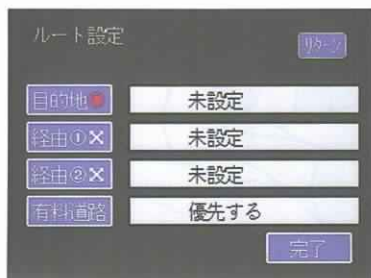 ルート設定
リターン
目的地 未設定
経由①× 未設定
経由②× 未設定
有料道路 優先する
完了